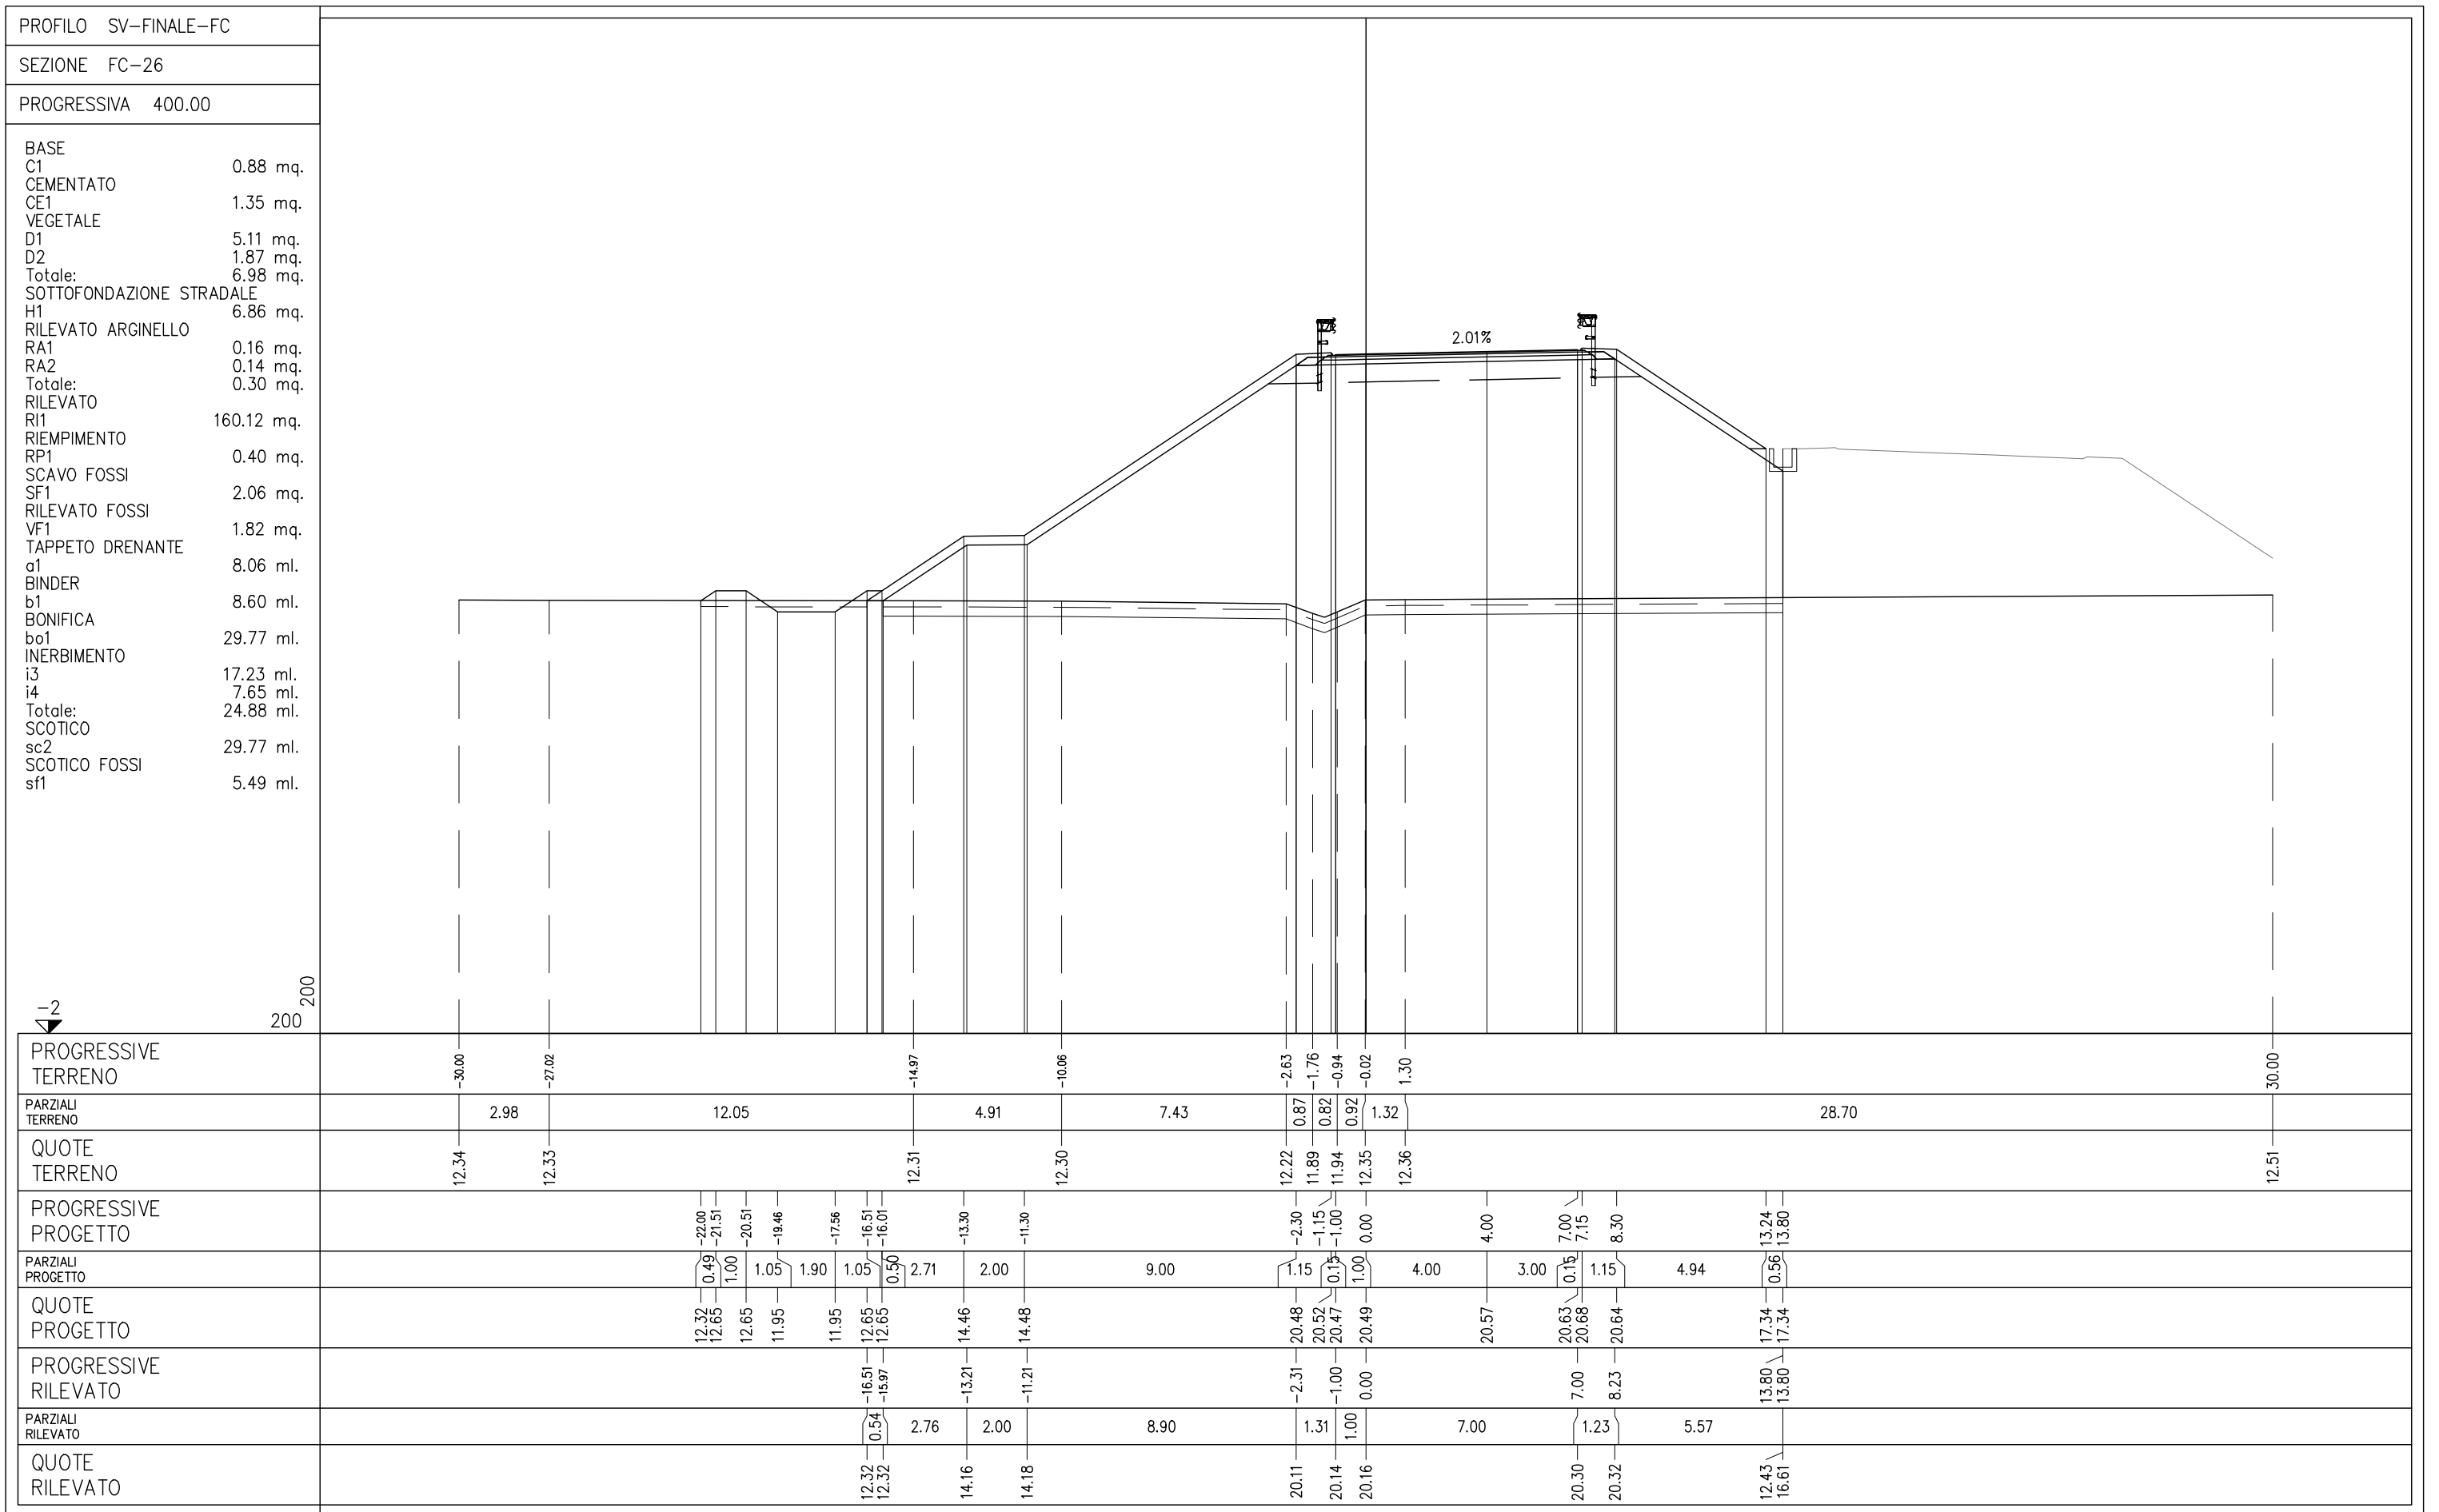 PROFILO SV-FINALE-FC
SEZIONE FC-26
PROGRESSIVA 400.00
BASE
C1 0.88 mq.
CEMENTATO
CE1 1.35 mq.
VEGETALE
D1 5.11 mq.
D2 1.87 mq.
Totale: 6.98 mq.
SOTTOFONDAZIONE STRADALE
H1 6.86 mq.
RILEVATO ARGINELLO
RA1 0.16 mq.
RA2 0.14 mq.
Totale: 0.30 mq.
RILEVATO
RI1 160.12 mq.
RIEMPIMENTO
RP1 0.40 mq.
SCAVO FOSSI
SF1 2.06 mq.
RILEVATO FOSSI
VF1 1.82 mq.
TAPPETO DRENANTE
a1 8.06 ml.
BINDER
b1 8.60 ml.
BONIFICA
bo1 29.77 ml.
INERBIMENTO
i3 17.23 ml.
i4 7.65 ml.
Totale: 24.88 ml.
SCOTICO
sc2 29.77 ml.
SCOTICO FOSSI
sf1 5.49 ml.
2.01%
-2
200
200
PROGRESSIVE
TERRENO
-30.00 -27.02 -14.97 -10.06 -2.63 -1.76 -0.94 -0.02 1.30 30.00
PARZIALI
TERRENO
2.98 12.05 4.91 7.43 0.87 0.82 0.92 1.32 28.70
QUOTE
TERRENO
12.34 12.33 12.31 12.30 12.22 11.89 11.94 12.35 12.36 12.51
PROGRESSIVE
PROGETTO
-22.00 -21.51 -20.51 -19.46 -17.56 -16.51 -16.01 -13.30 -11.30 -2.30 -1.15 -1.00 0.00 4.00 7.00 7.15 8.30 13.24 13.80
PARZIALI
PROGETTO
0.49 1.00 1.05 1.90 1.05 0.50 2.71 2.00 9.00 1.15 0.15 1.00 4.00 3.00 0.15 1.15 4.94 0.56
QUOTE
PROGETTO
12.32 12.65 12.65 11.95 11.95 12.65 12.65 14.46 14.48 20.48 20.52 20.47 20.49 20.57 20.63 20.68 20.64 17.34 17.34
PROGRESSIVE
RILEVATO
-16.51 -15.97 -13.21 -11.21 -2.31 -1.00 0.00 7.00 8.23 13.80 13.80
PARZIALI
RILEVATO
0.54 2.76 2.00 8.90 1.31 1.00 7.00 1.23 5.57
QUOTE
RILEVATO
12.32 12.32 14.16 14.18 20.11 20.14 20.16 20.30 20.32 12.43 16.61